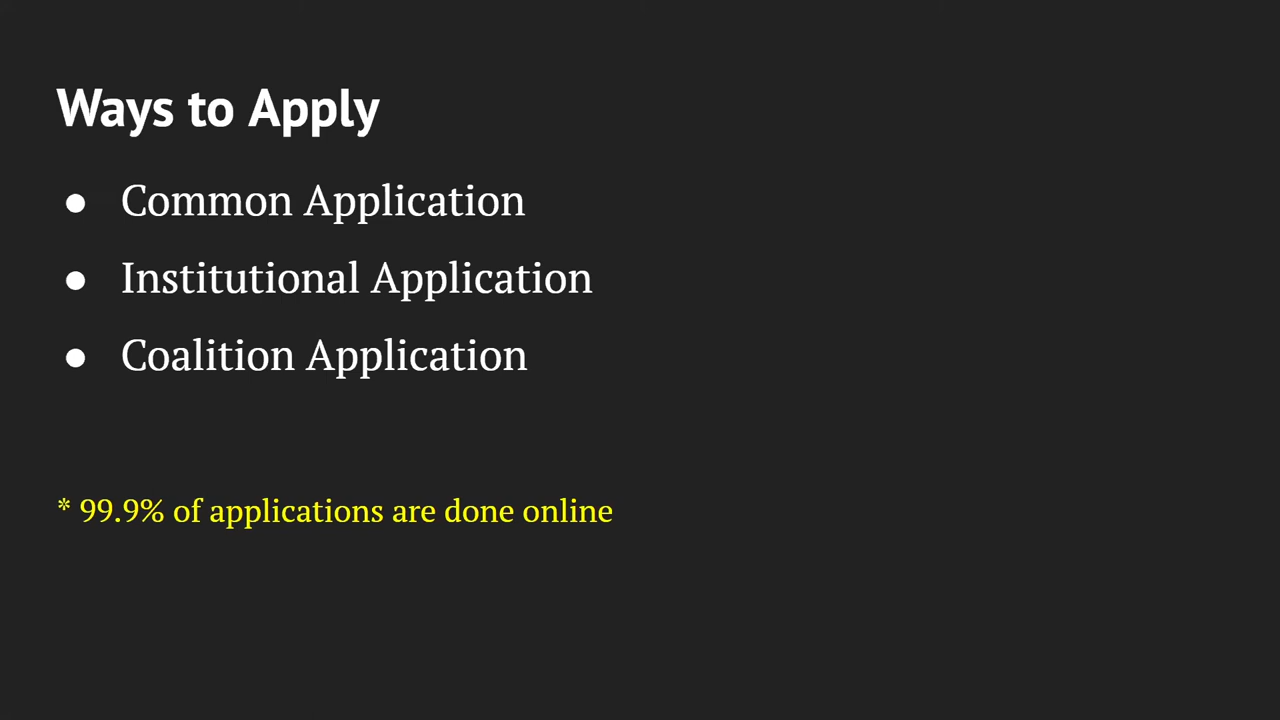 Ways to Apply
● Common Application
● Institutional Application
● Coalition Application
* 99.9% of applications are done online